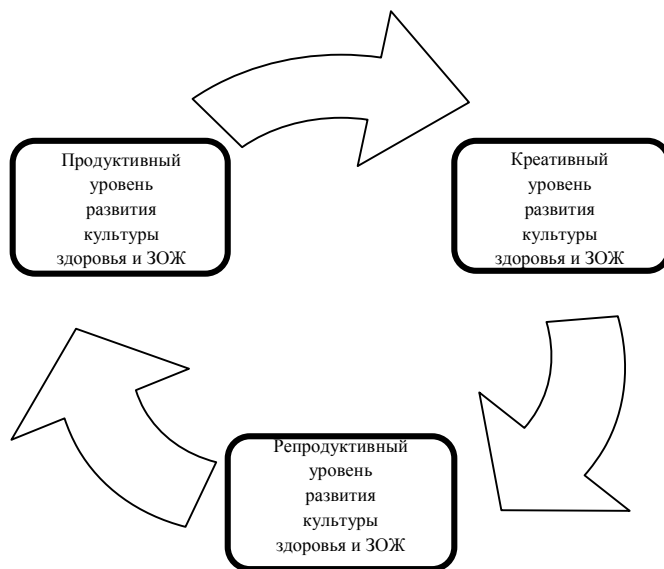 Продуктивный
уровень
развития
культуры
здоровья и ЗОЖ
Креативный
уровень
развития
культуры
здоровья и ЗОЖ
Репродуктивный
уровень
развития
культуры
здоровья и ЗОЖ